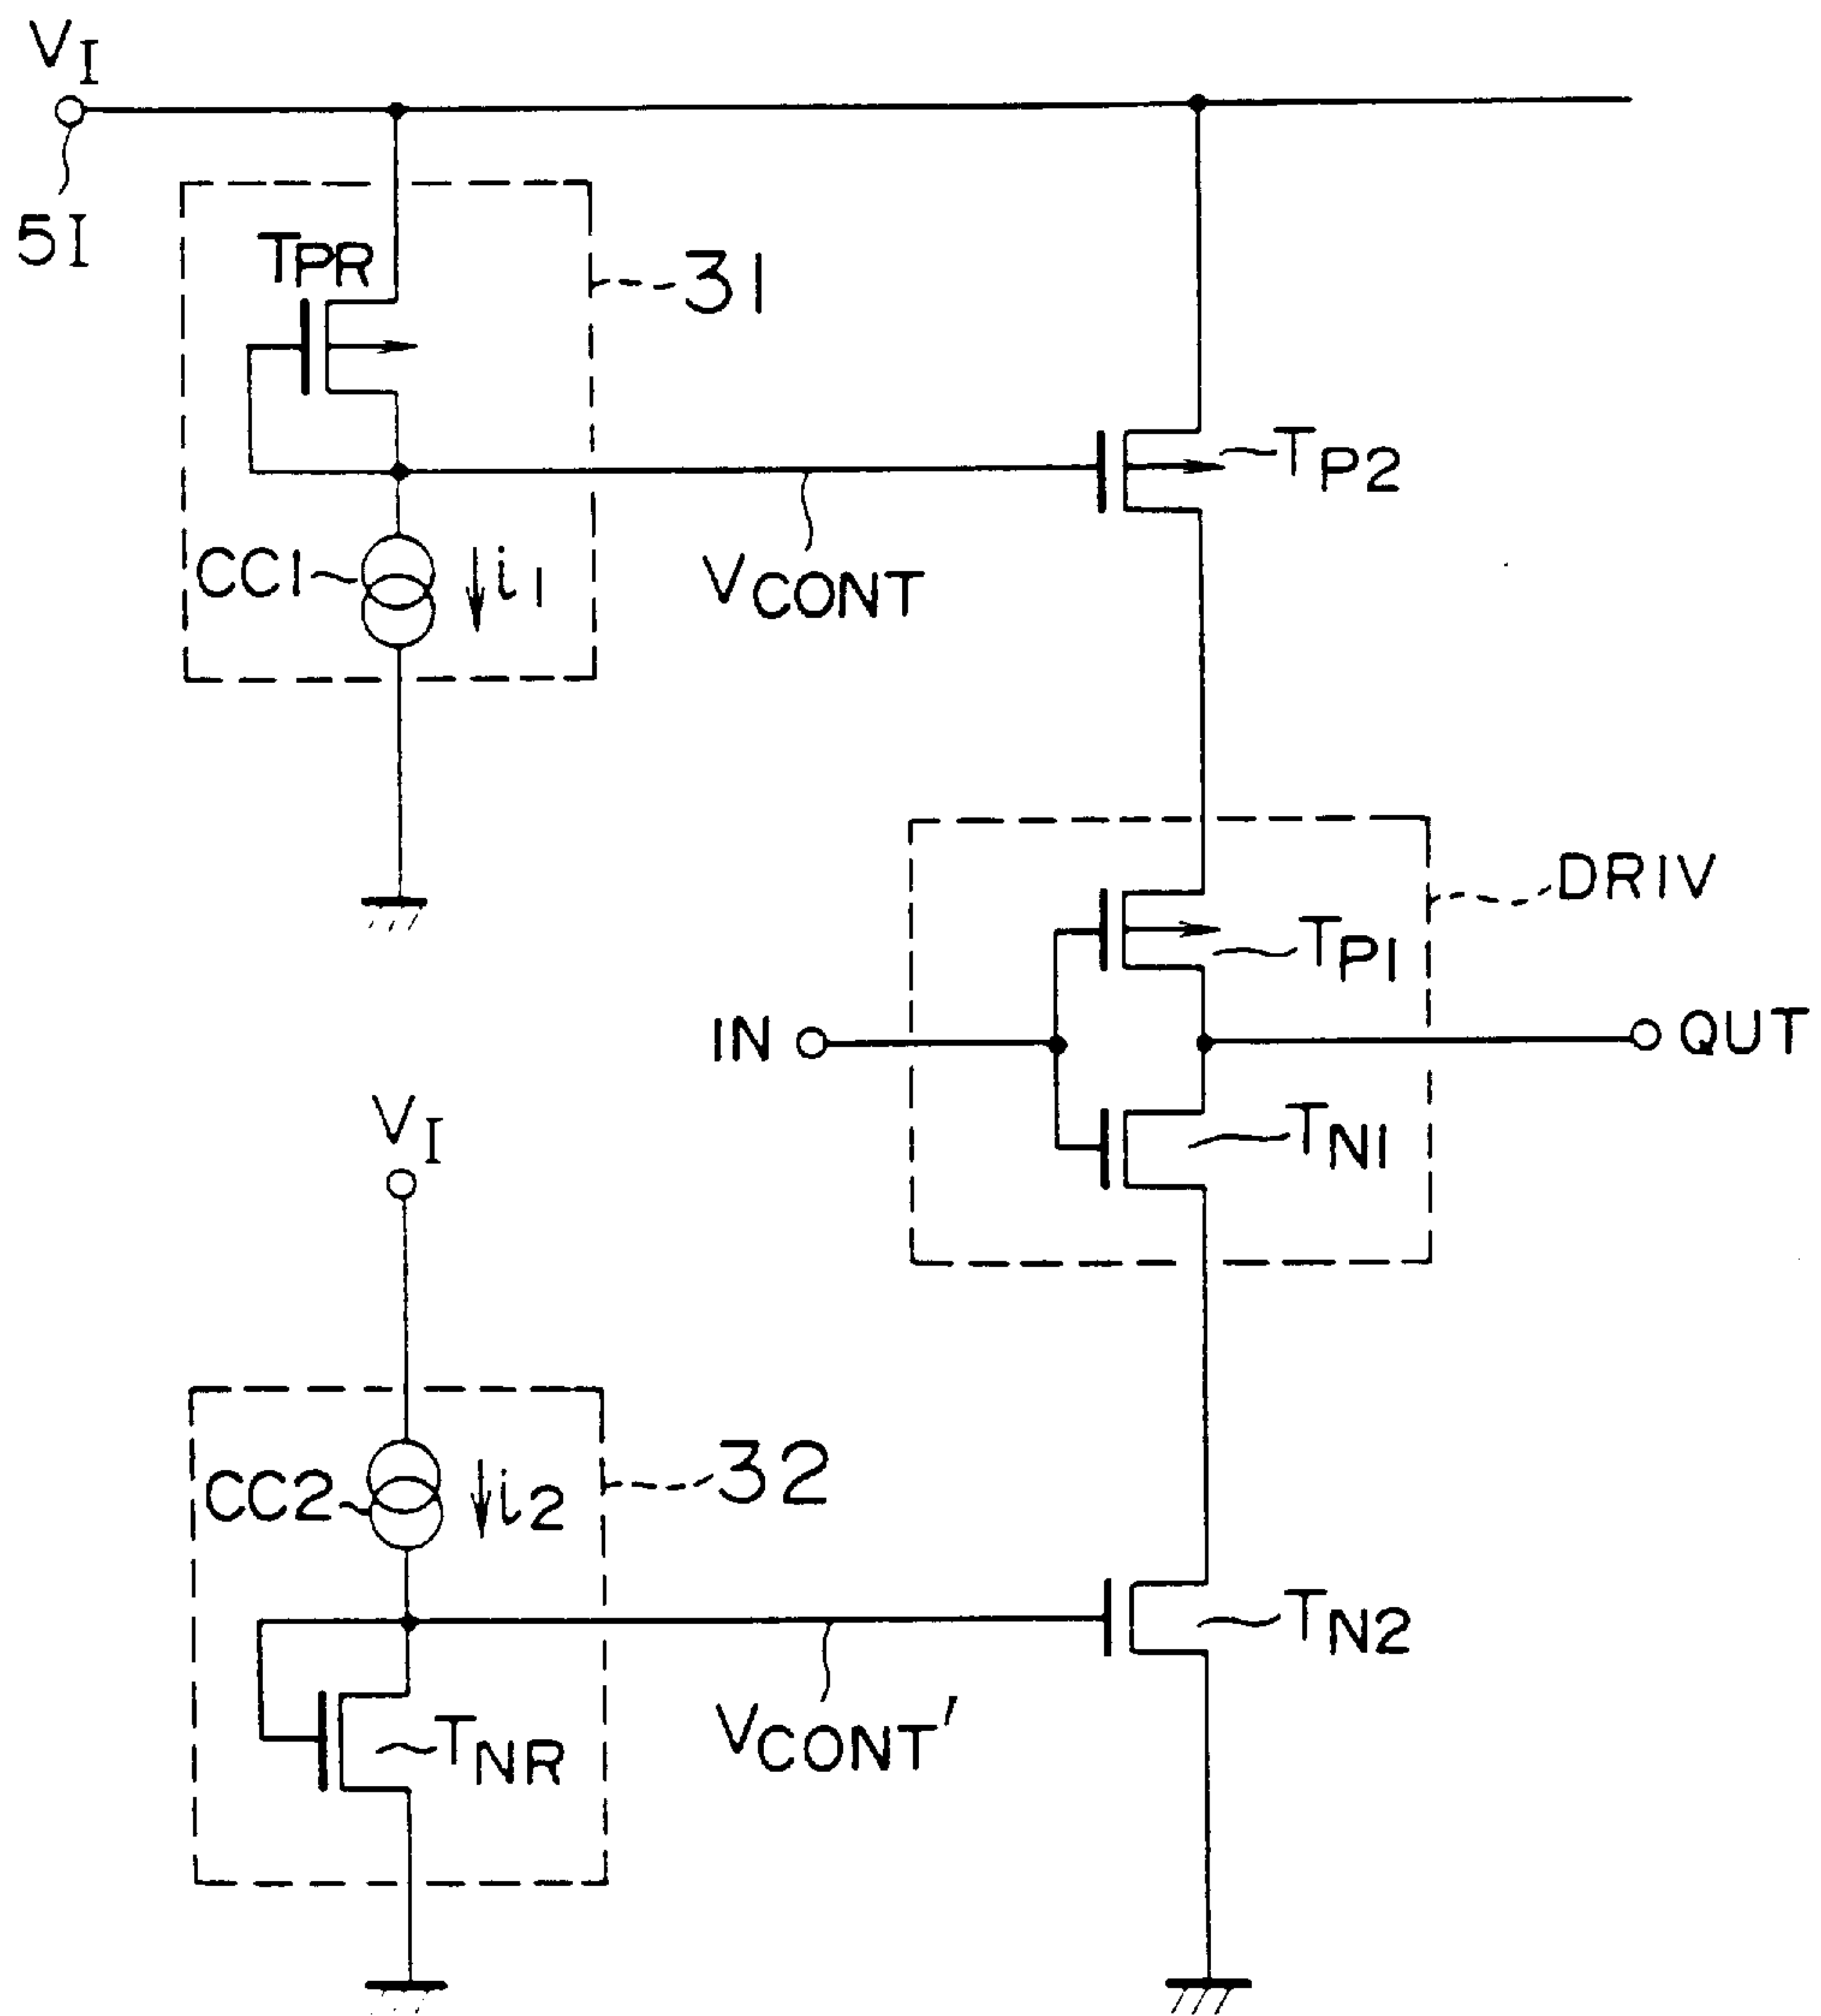 VI
5I
TPR
31
TP2
CC1
i1
VCONT
DRIV
TP1
IN
QUT
TN1
VI
CC2
i2
32
TN2
VCONT'
TNR